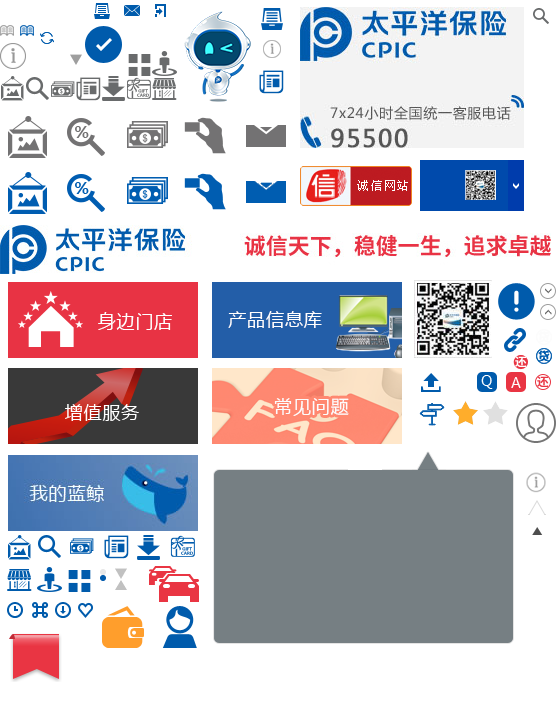 太平洋保险
CPIC
7x24小时全国统一客服电话
95500
诚信网站
信
太平洋保险
CPIC
诚信天下，稳健一生，追求卓越
身边门店
产品信息库
增值服务
常见问题
FAQ
我的蓝鲸
GIFT
CARD
GIFT
CARD
Q
A
还
还